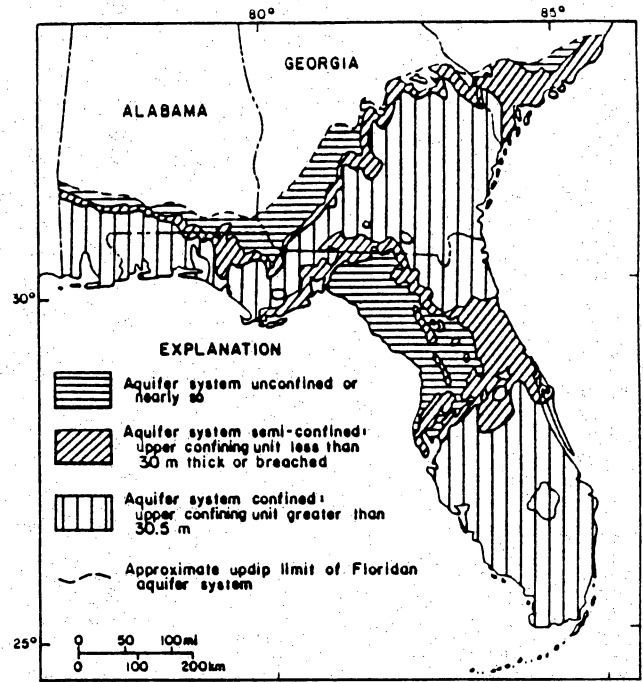 80° 85°
GEORGIA
ALABAMA
30°
EXPLANATION
Aquifer system unconfined or
nearly so
Aquifer system semi-confined:
upper confining unit less than
30 m thick or breached
Aquifer system confined:
upper confining unit greater than
30.5 m
Approximate updip limit of Floridan
aquifer system
0 50 100 mi
0 100 200 km
25°